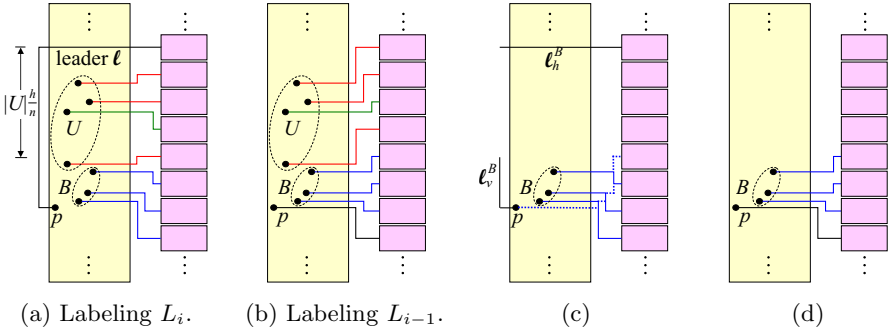 leader ℓ
|U| h/n
U
B
p
U
B
p
ℓ_h^B
ℓ_v^B
B
p
B
p
(a) Labeling L_i.
(b) Labeling L_{i−1}.
(c)
(d)